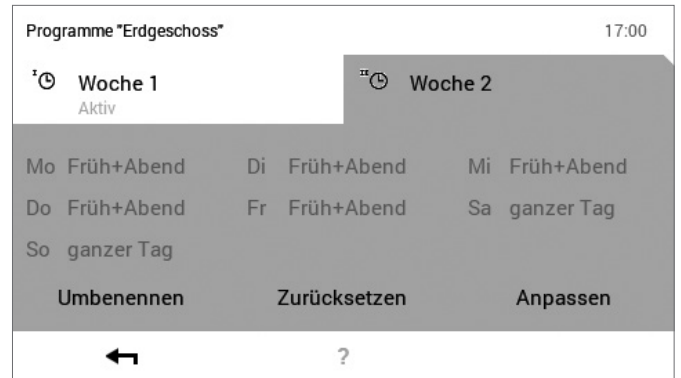 Programme "Erdgeschoss" 17:00
I Woche 1 II Woche 2
Aktiv
Mo Früh+Abend Di Früh+Abend Mi Früh+Abend
Do Früh+Abend Fr Früh+Abend Sa ganzer Tag
So ganzer Tag
Umbenennen Zurücksetzen Anpassen
?